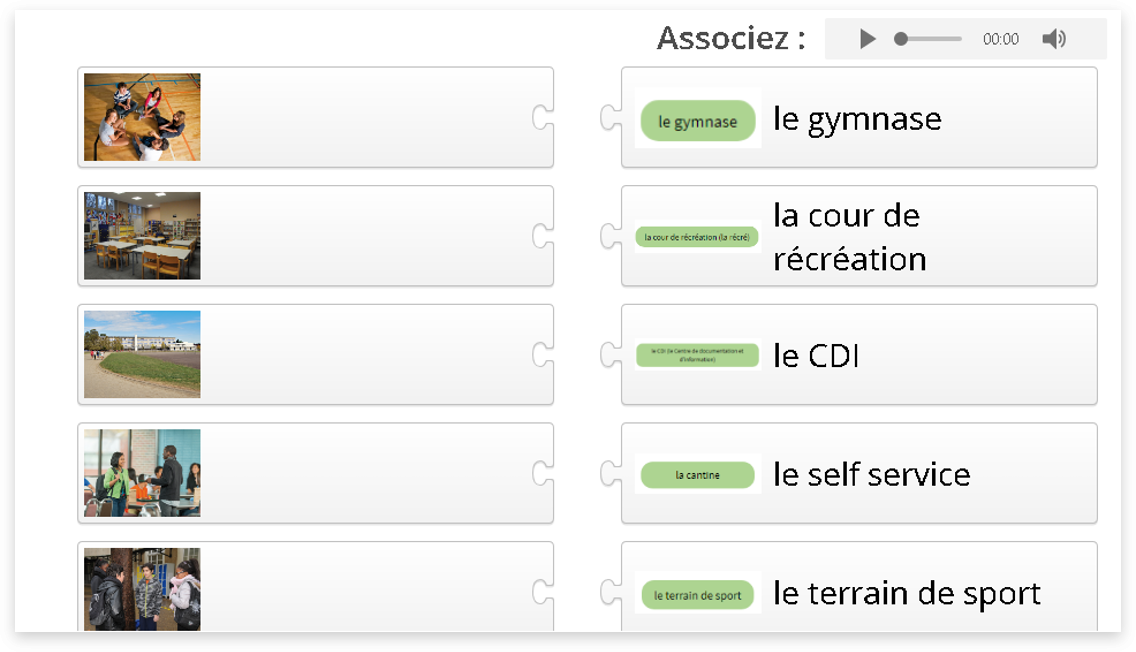 Associez :
00:00
le gymnase
le gymnase
la cour de récréation (la récré)
la cour de
récréation
le CDI (le Centre de documentation et
d'information)
le CDI
la cantine
le self service
le terrain de sport
le terrain de sport